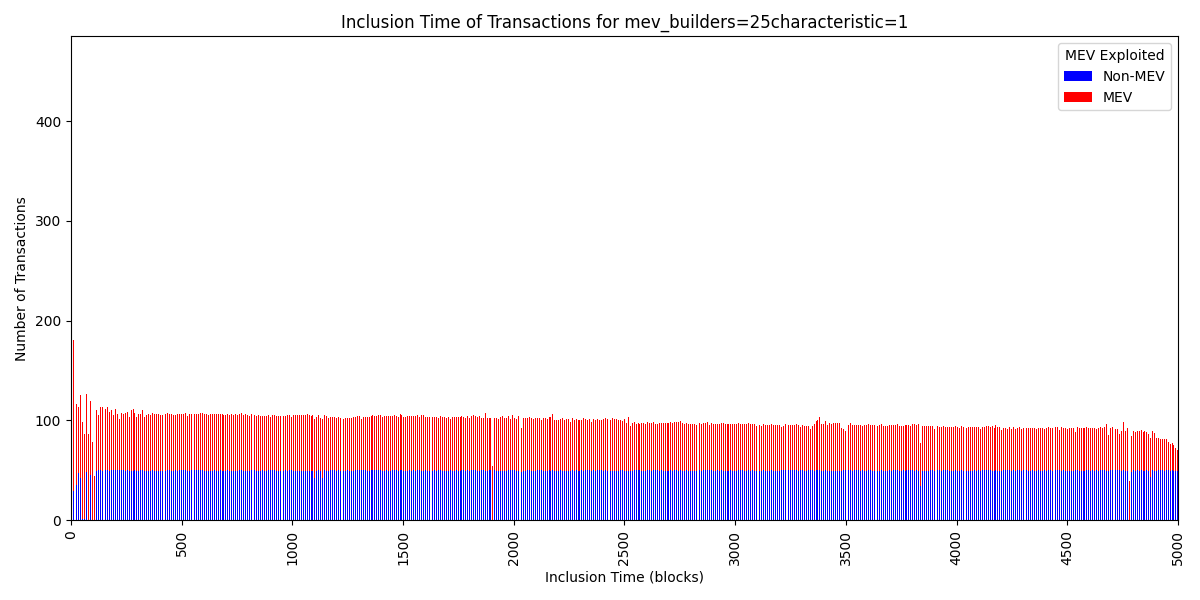 Inclusion Time of Transactions for mev_builders=25characteristic=1
MEV Exploited
Non-MEV
MEV
Number of Transactions
400
300
200
100
0
0
500
1000
1500
2000
2500
3000
3500
4000
4500
5000
Inclusion Time (blocks)